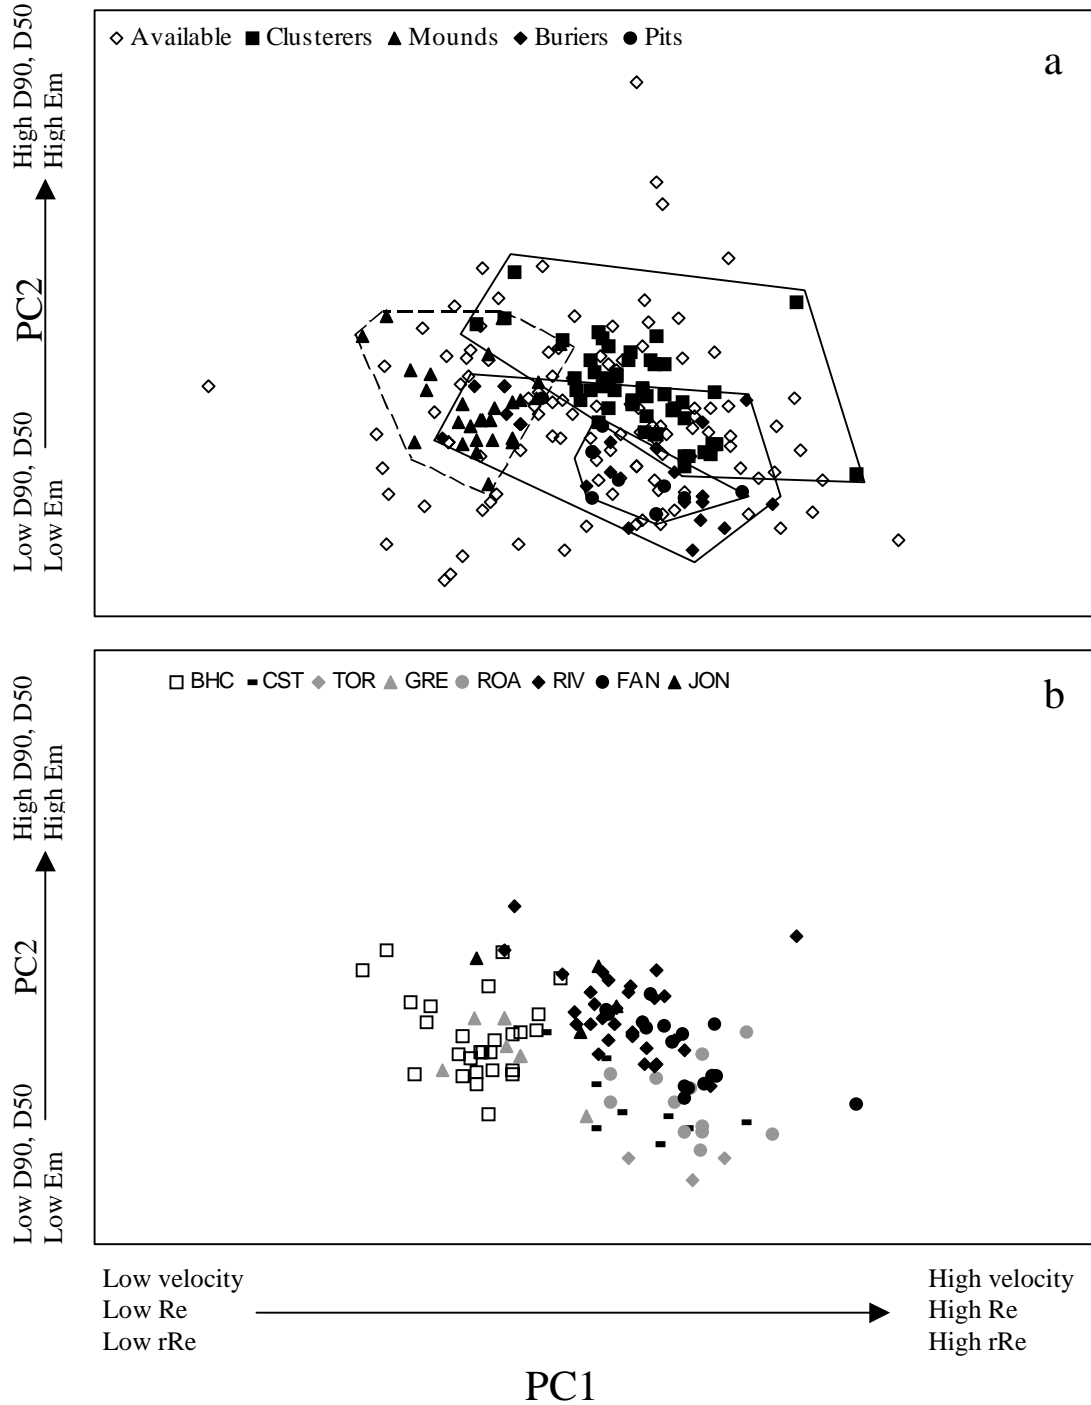 Available Clusterers Mounds Buriers Pits
a
High D90, D50
High Em
PC2
Low D90, D50
Low Em
BHC CST TOR GRE ROA RIV FAN JON
b
High D90, D50
High Em
PC2
Low D90, D50
Low Em
Low velocity
Low Re
Low rRe
High velocity
High Re
High rRe
PC1